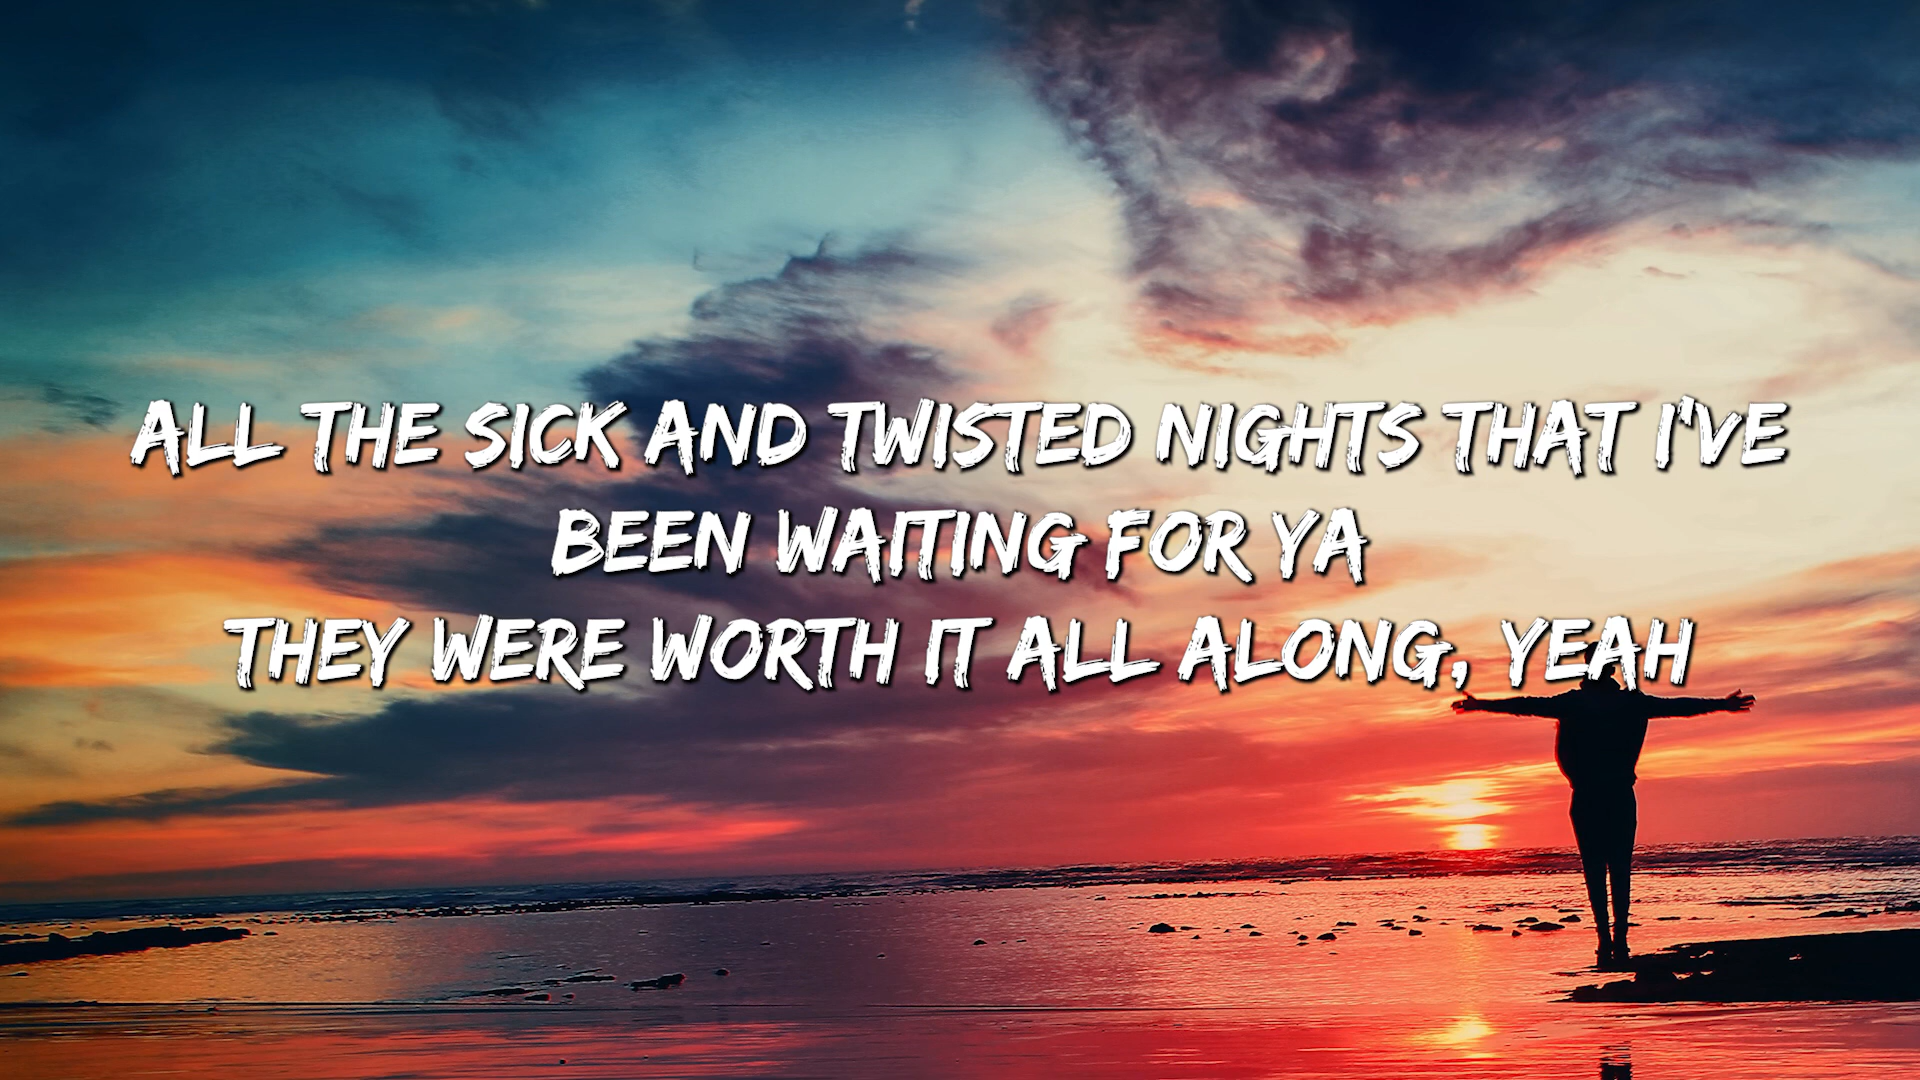 ALL THE SICK AND TWISTED NIGHTS THAT I'VE
BEEN WAITING FOR YA
THEY WERE WORTH IT ALL ALONG, YEAH